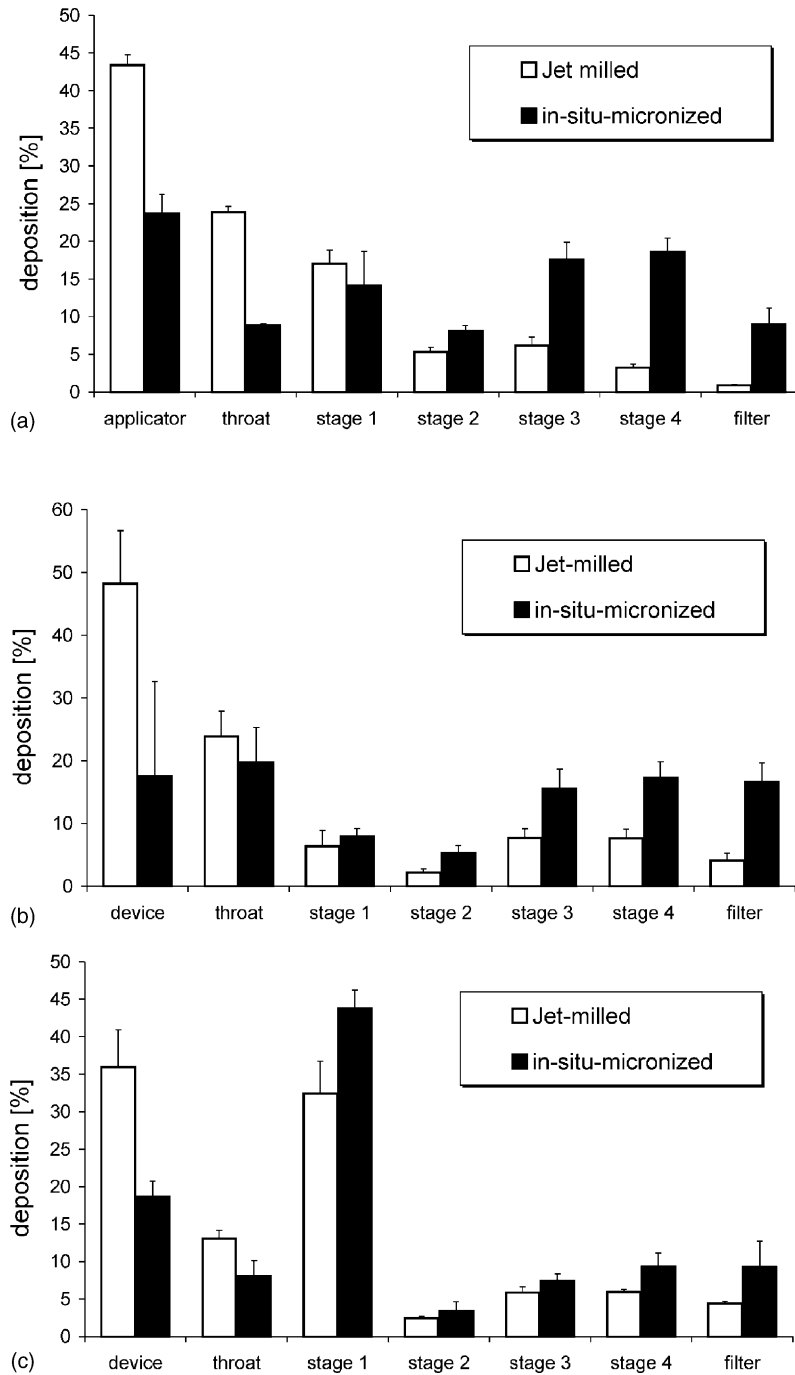 50
45
40
35
30
25
20
15
10
5
0
deposition [%]
Jet milled
in-situ-micronized
applicator throat stage 1 stage 2 stage 3 stage 4 filter
(a)
60
50
40
30
20
10
0
deposition [%]
Jet-milled
in-situ-micronized
device throat stage 1 stage 2 stage 3 stage 4 filter
(b)
50
45
40
35
30
25
20
15
10
5
0
deposition [%]
Jet-milled
in-situ-micronized
device throat stage 1 stage 2 stage 3 stage 4 filter
(c)